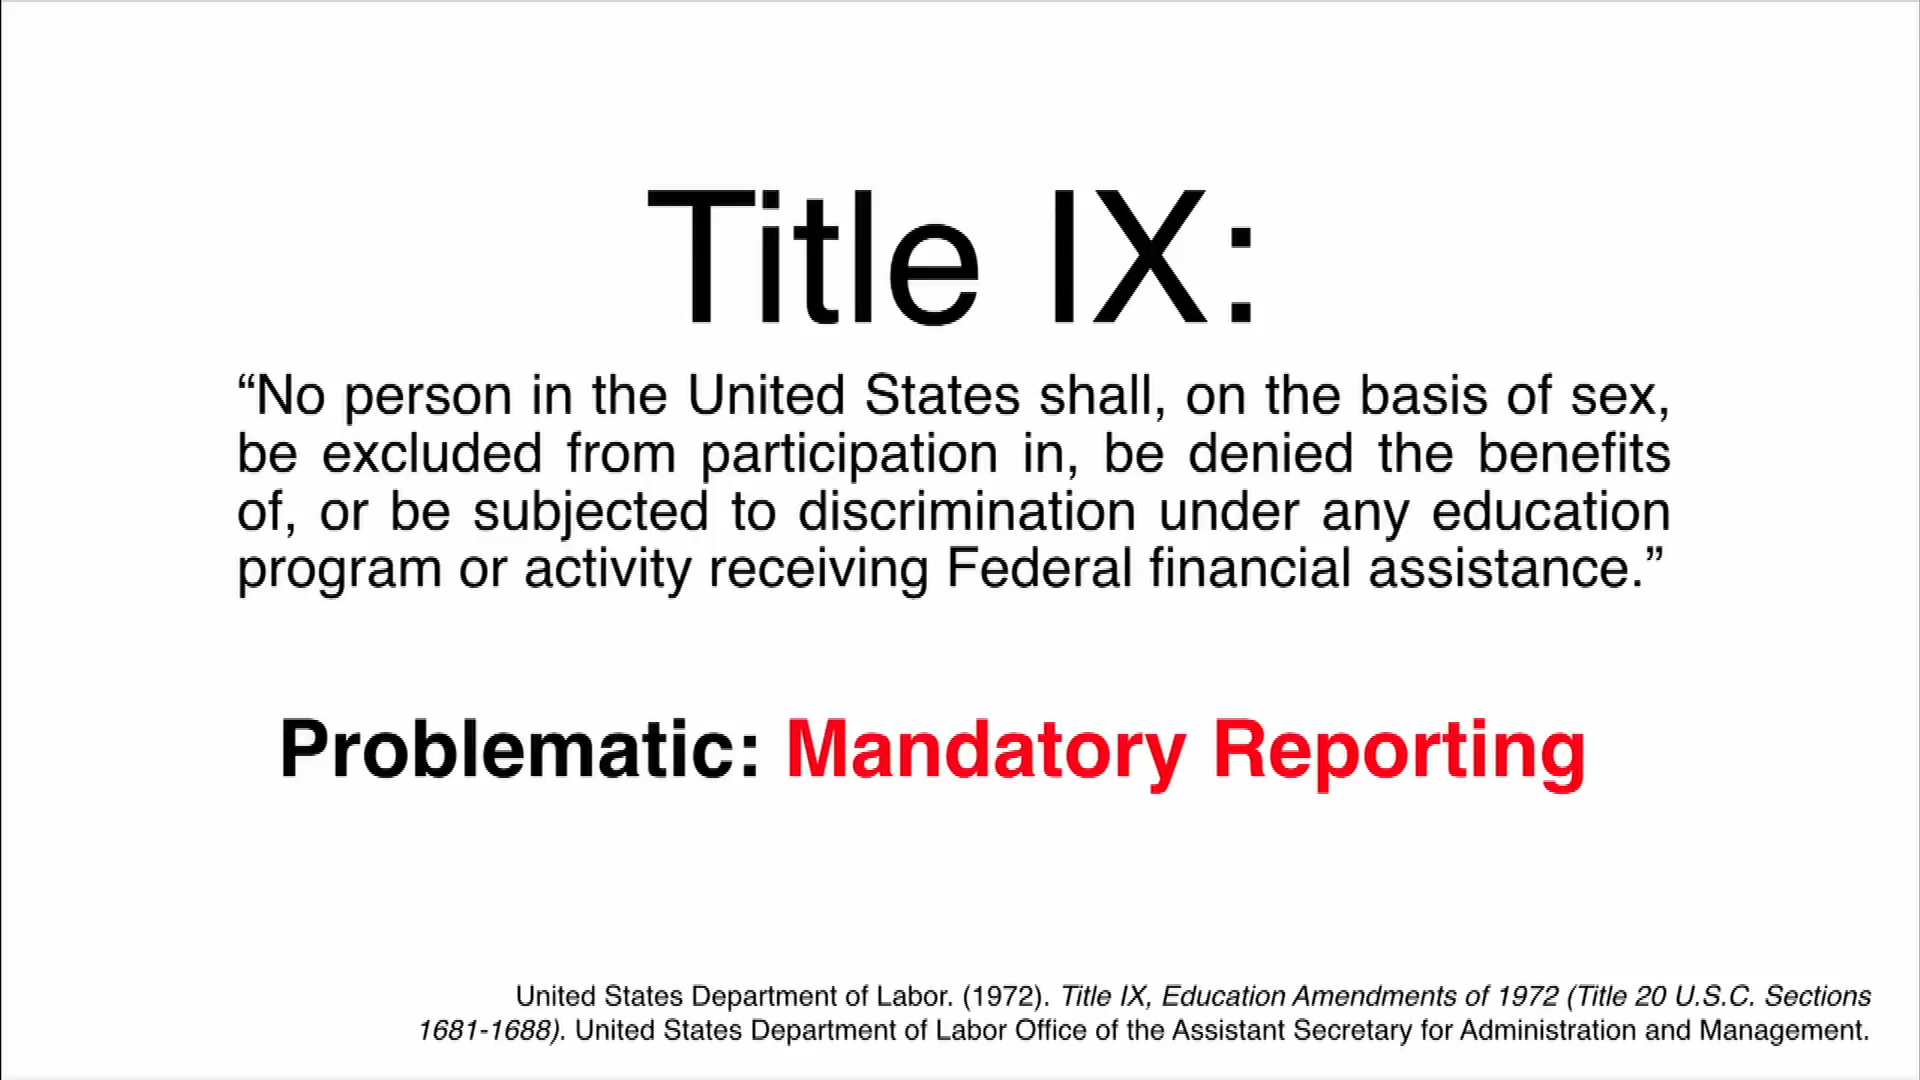 Title IX:
“No person in the United States shall, on the basis of sex,
be excluded from participation in, be denied the benefits
of, or be subjected to discrimination under any education
program or activity receiving Federal financial assistance.”
Problematic: Mandatory Reporting
United States Department of Labor. (1972). Title IX, Education Amendments of 1972 (Title 20 U.S.C. Sections
1681-1688). United States Department of Labor Office of the Assistant Secretary for Administration and Management.